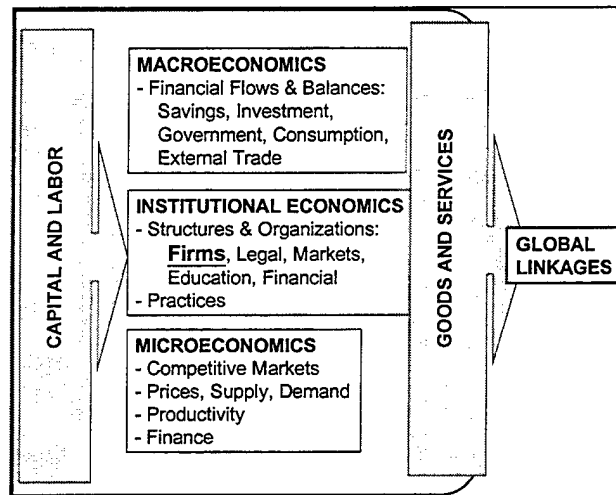 CAPITAL AND LABOR
MACROECONOMICS
- Financial Flows & Balances:
Savings, Investment,
Government, Consumption,
External Trade
INSTITUTIONAL ECONOMICS
- Structures & Organizations:
Firms, Legal, Markets,
Education, Financial
- Practices
MICROECONOMICS
- Competitive Markets
- Prices, Supply, Demand
- Productivity
- Finance
GOODS AND SERVICES
GLOBAL
LINKAGES